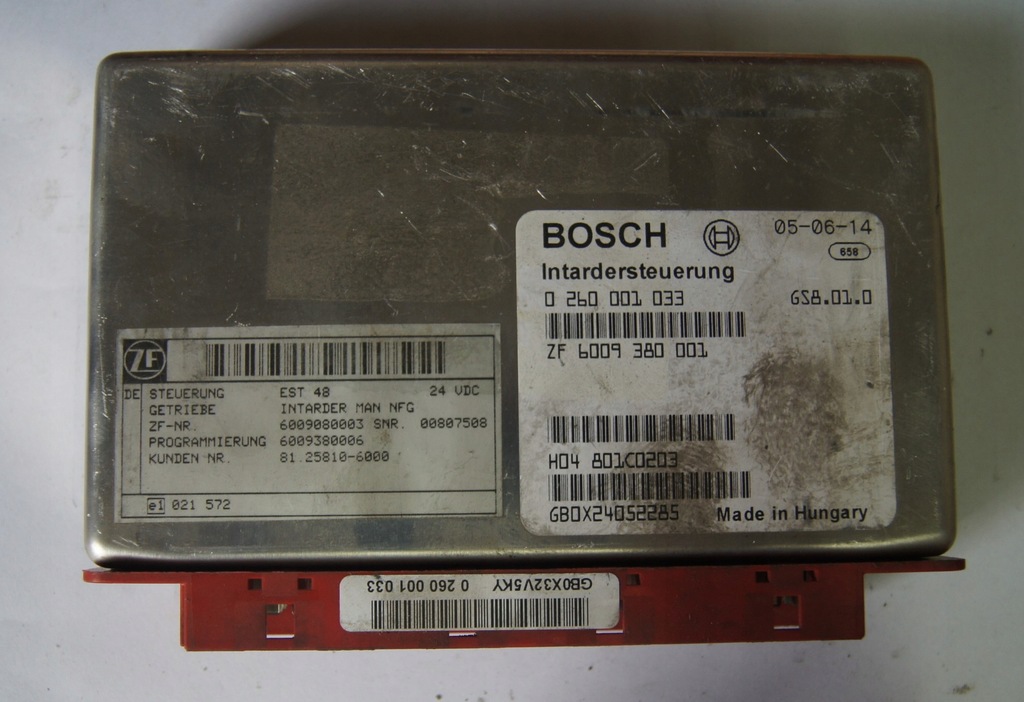 BOSCH 05-06-14
658
Intardersteuerung
0 260 001 033 GS8.01.0
ZF 6009 380 001
H04 801C0203
GB0X24052285 Made in Hungary
ZF
DE STEUERUNG EST 48 24 VDC
GETRIEBE INTARDER MAN NFG
ZF-NR. 6009080003 SNR. 00807508
PROGRAMMIERUNG 6009380006
KUNDEN NR. 81.25810-6000
e1 021 572
GB0X32V5KY 0 260 001 033